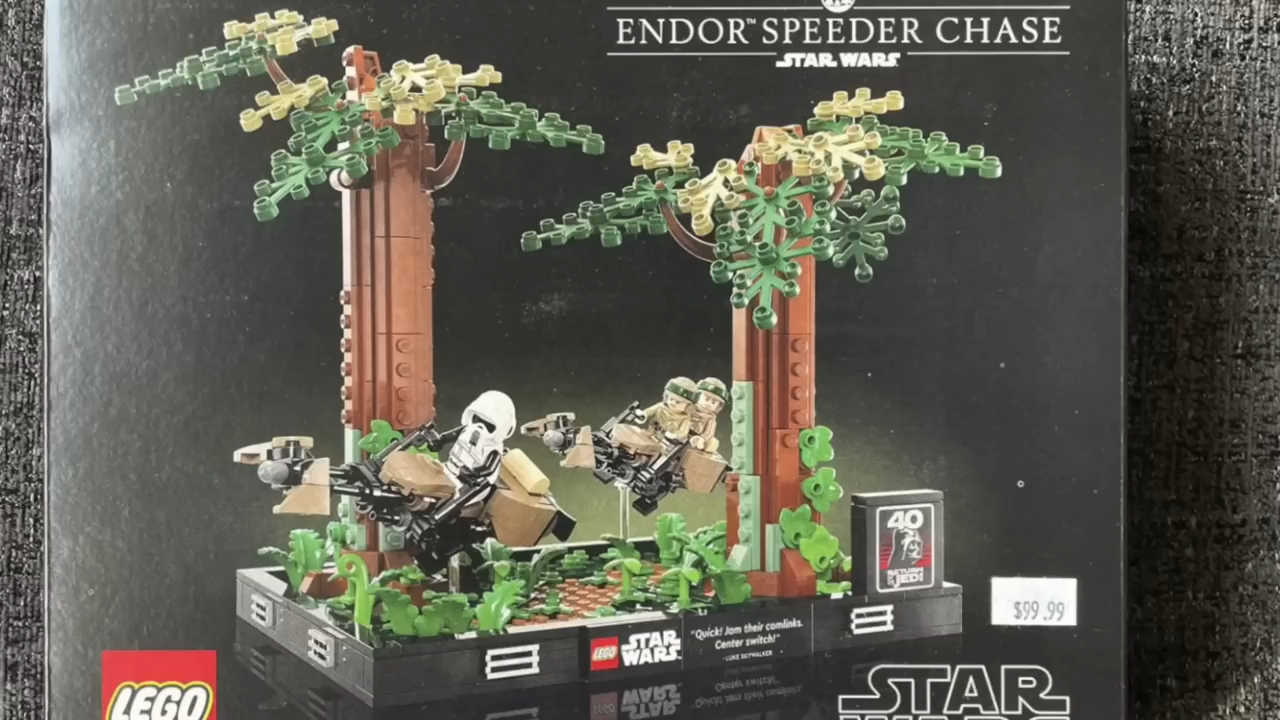 ENDOR™ SPEEDER CHASE
STAR WARS
40
RETURN
OF THE
JEDI
$99.99
LEGO
STAR
WARS
"Quick! Jam their comlinks.
Center switch!"
-LUKE SKYWALKER
LEGO
STAR
WARS